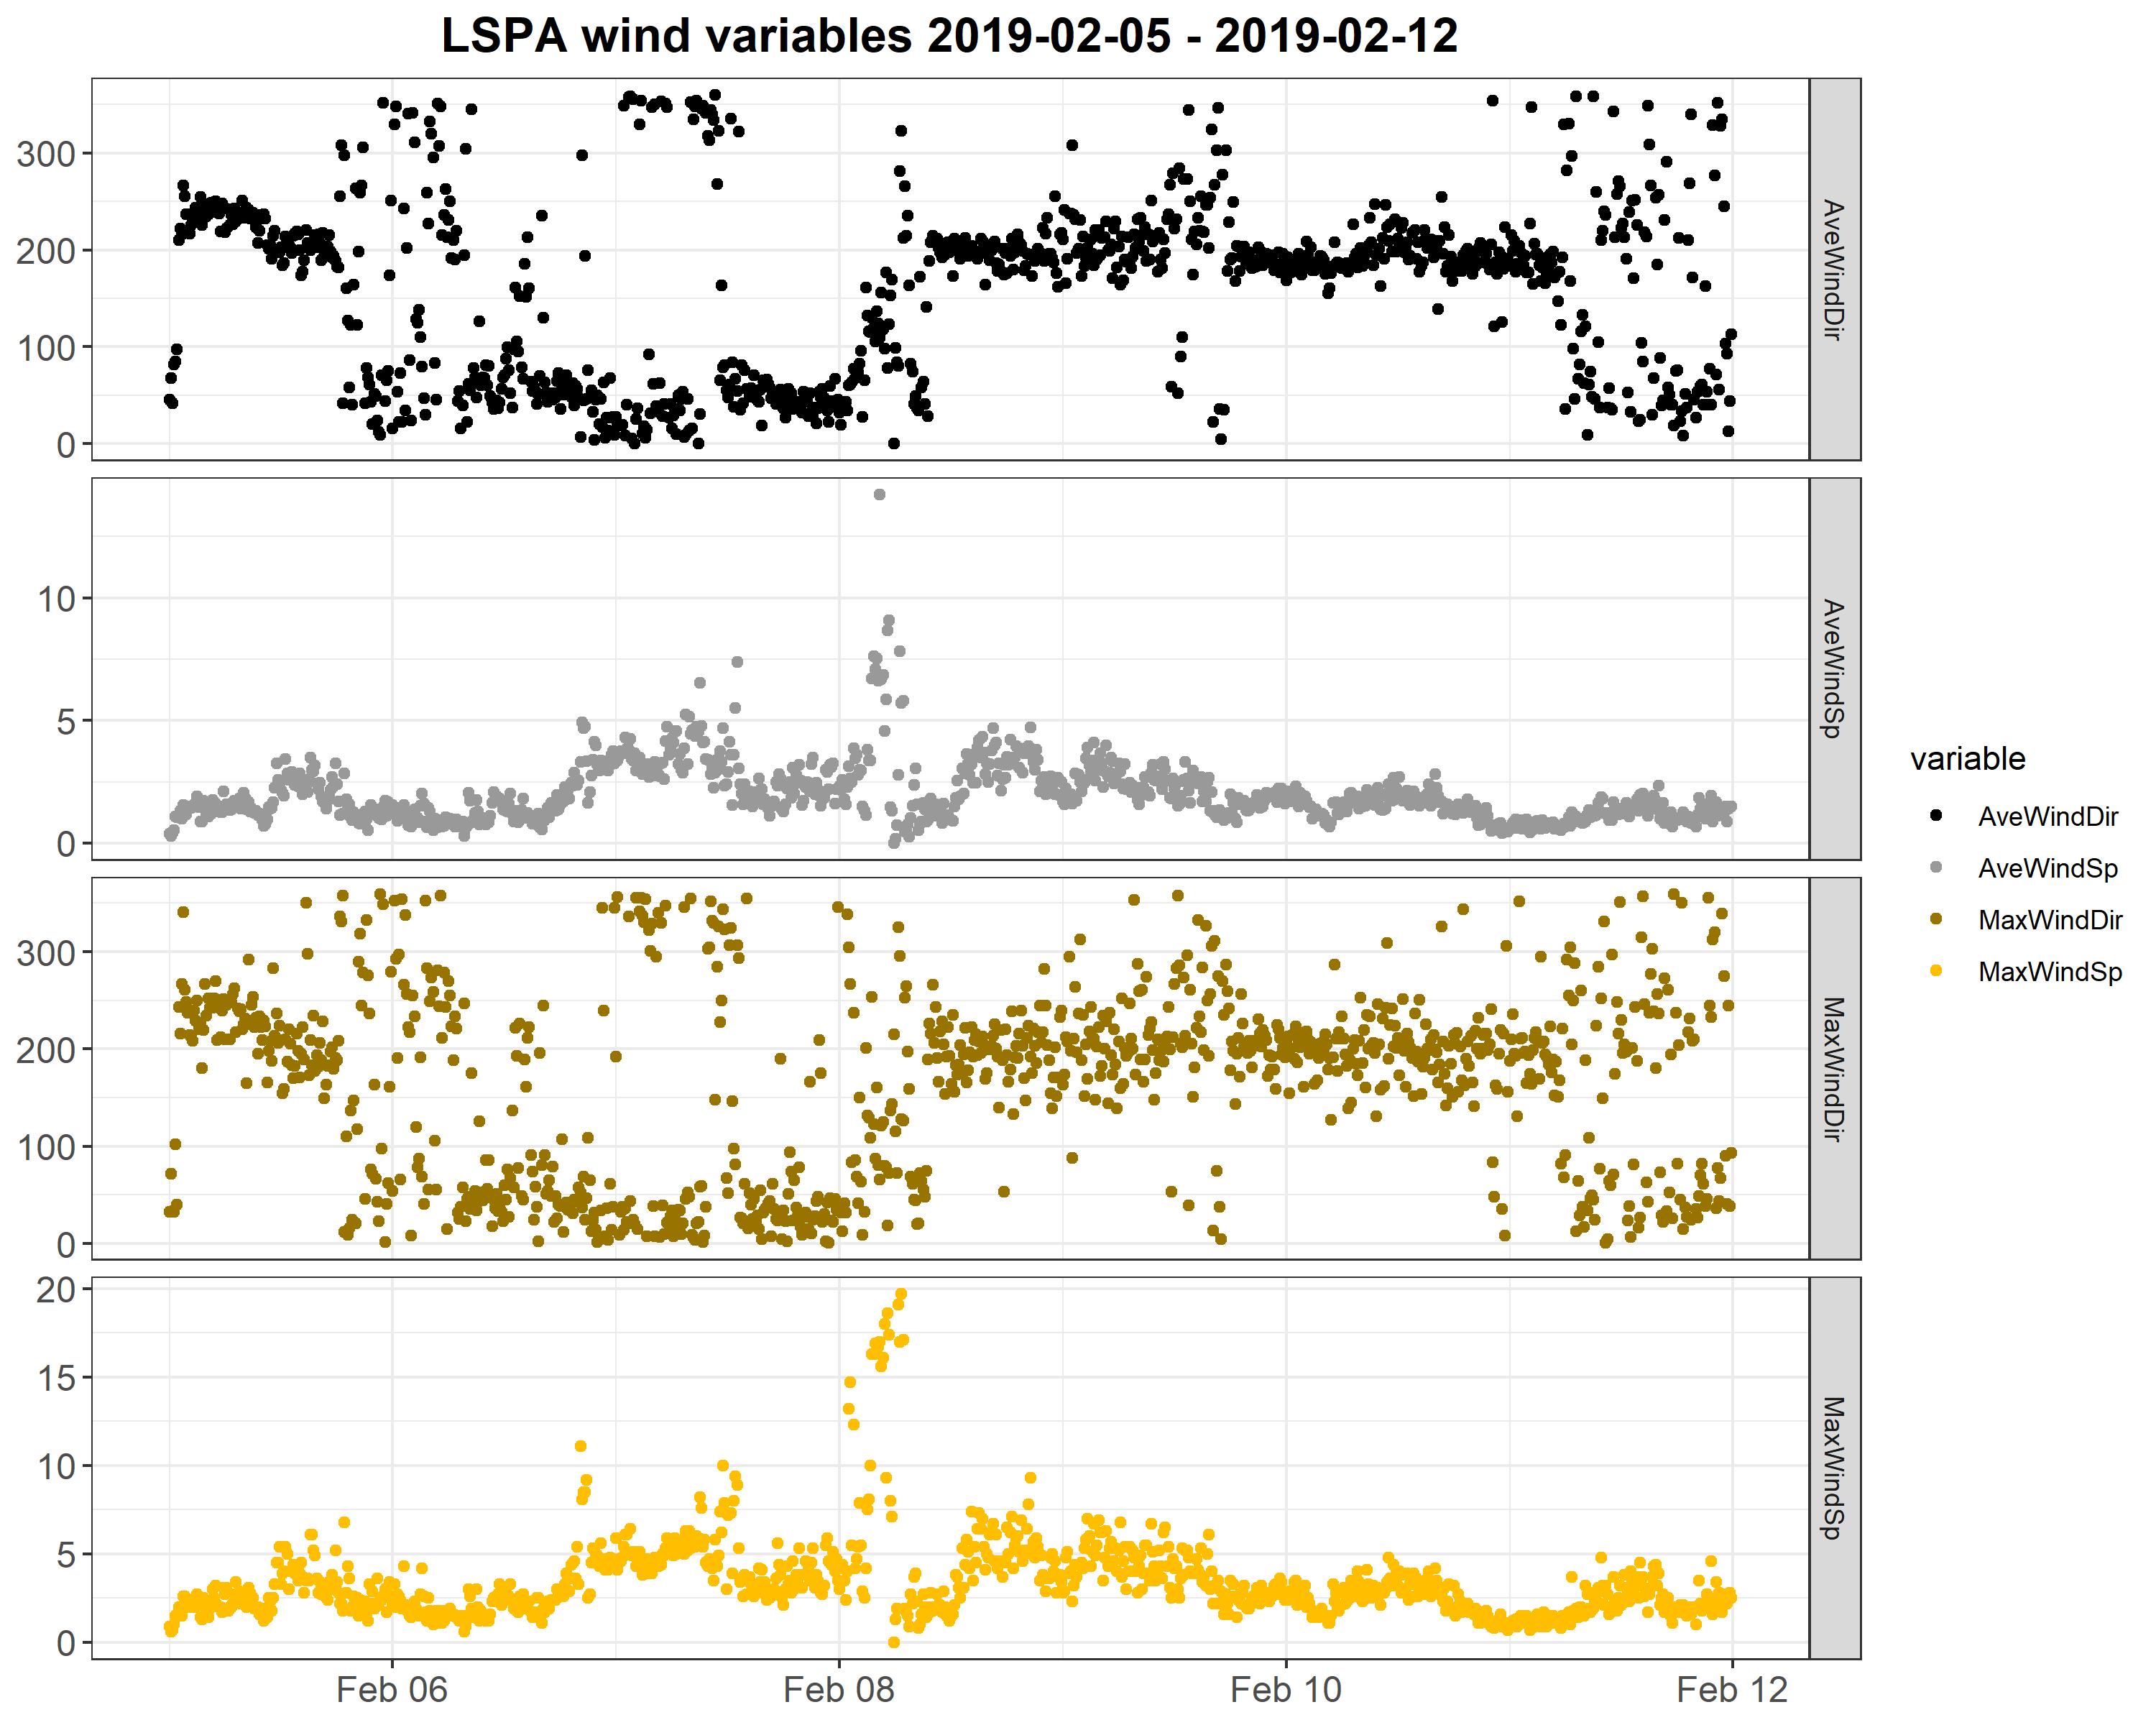 LSPA wind variables 2019-02-05 - 2019-02-12
300
200
100
0
AveWindDir
10
5
0
AveWindSp
300
200
100
0
MaxWindDir
20
15
10
5
0
MaxWindSp
Feb 06
Feb 08
Feb 10
Feb 12
variable
AveWindDir
AveWindSp
MaxWindDir
MaxWindSp